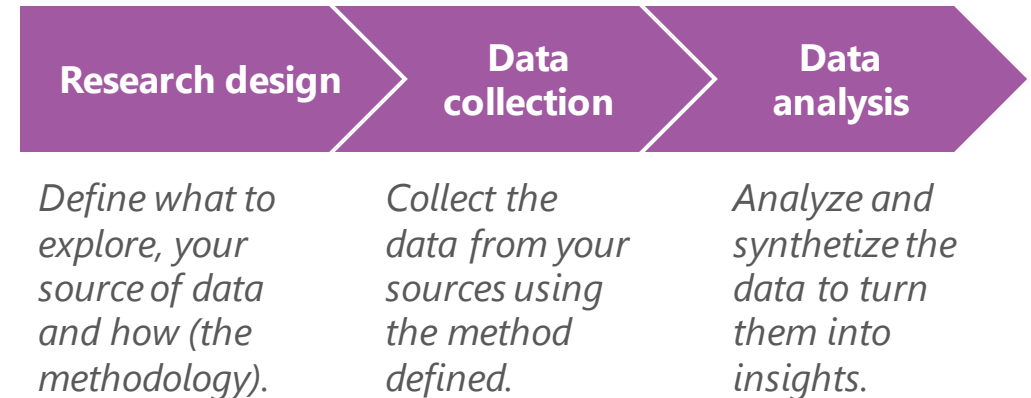 Research design
Data
collection
Data
analysis
Define what to
explore, your
source of data
and how (the
methodology).
Collect the
data from your
sources using
the method
defined.
Analyze and
synthetize the
data to turn
them into
insights.